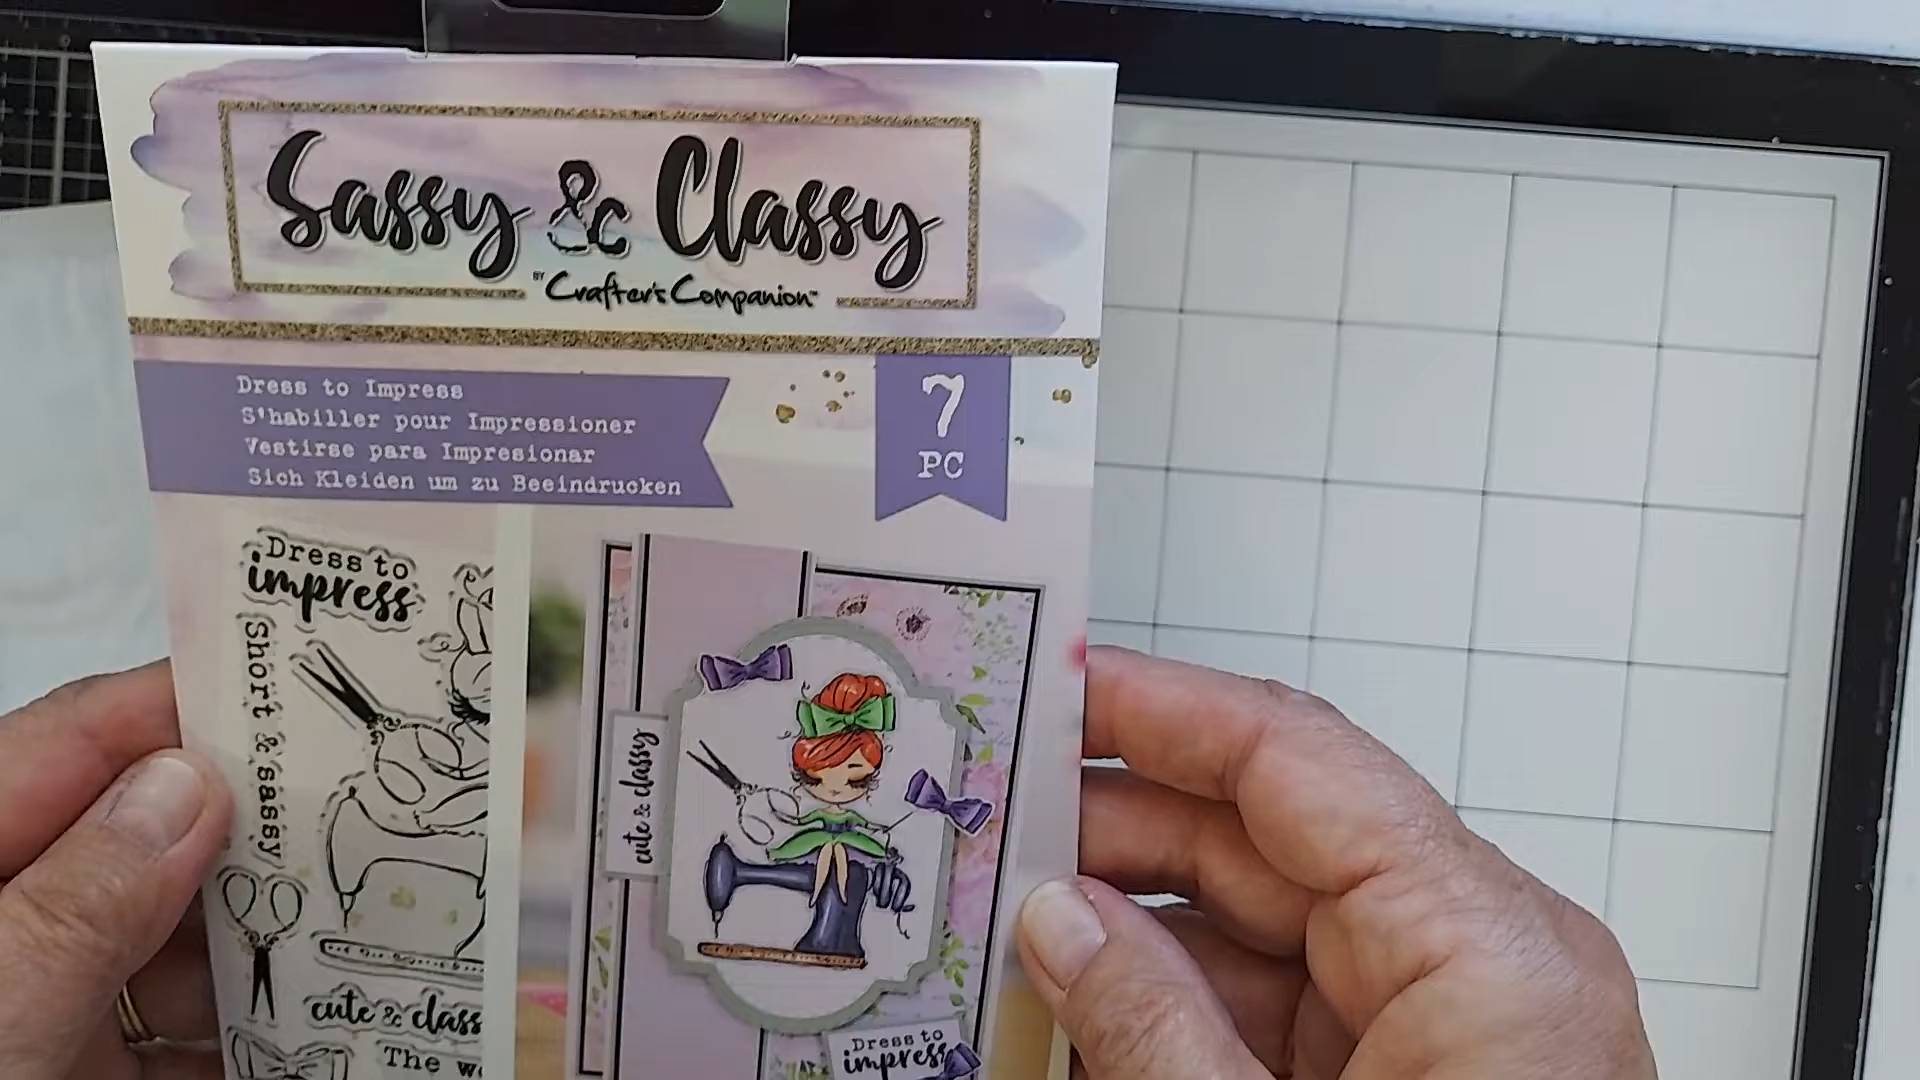 Sassy & Classy
BY Crafter's Companion™
Dress to Impress
S'habiller pour Impressioner
Vestirse para Impresionar
Sich Kleiden um zu Beeindrucken
7
PC
Dress to
impress
Short & sassy
cute & class
The
cute & classy
Dress to
impress